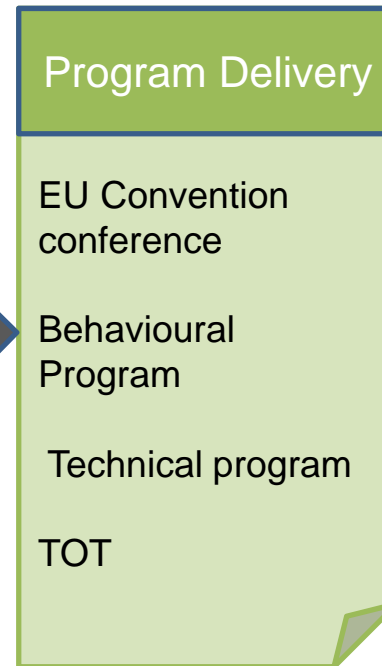 Program Delivery
EU Convention
conference
Behavioural
Program
Technical program
TOT